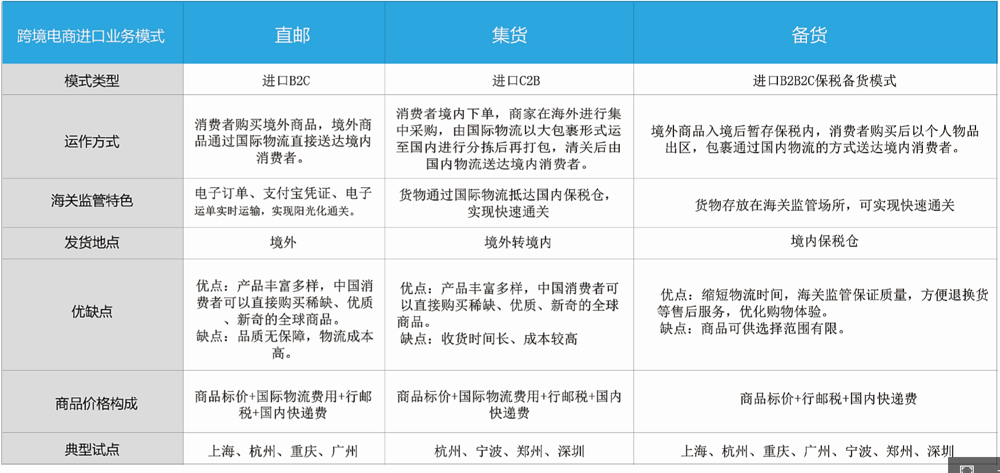 跨境电商进口业务模式
直邮
集货
备货
模式类型
进口B2C
进口C2B
进口B2B2C保税备货模式
运作方式
消费者购买境外商品，境外商
品通过国际物流直接送达境内
消费者。
消费者境内下单，商家在海外进行集
中采购，由国际物流以大包裹形式运
至国内进行分拣后再打包，清关后由
国内物流送达境内消费者。
境外商品入境后暂存保税内，消费者购买后以个人物品
出区，包裹通过国内物流的方式送达境内消费者。
海关监管特色
电子订单、支付宝凭证、电子
运单实时运输，实现阳光化通关。
货物通过国际物流抵达国内保税仓，
实现快速通关
货物存放在海关监管场所，可实现快速通关
发货地点
境外
境外转境内
境内保税仓
优缺点
优点：产品丰富多样，中国消
费者可以直接购买稀缺、优质
、新奇的全球商品。
缺点：品质无保障，物流成本
高。
优点：产品丰富多样，中国消费者可
以直接购买稀缺、优质、新奇的全球
商品。
缺点：收货时间长、成本较高
优点：缩短物流时间，海关监管保证质量，方便退换货
等售后服务，优化购物体验。
缺点：商品可供选择范围有限。
商品价格构成
商品标价+国际物流费用+行邮
税+国内快递费
商品标价+国际物流费用+行邮税+国内
快递费
商品标价+行邮税+国内快递费
典型试点
上海、杭州、重庆、广州
杭州、宁波、郑州、深圳
上海、杭州、重庆、广州、宁波、郑州、深圳